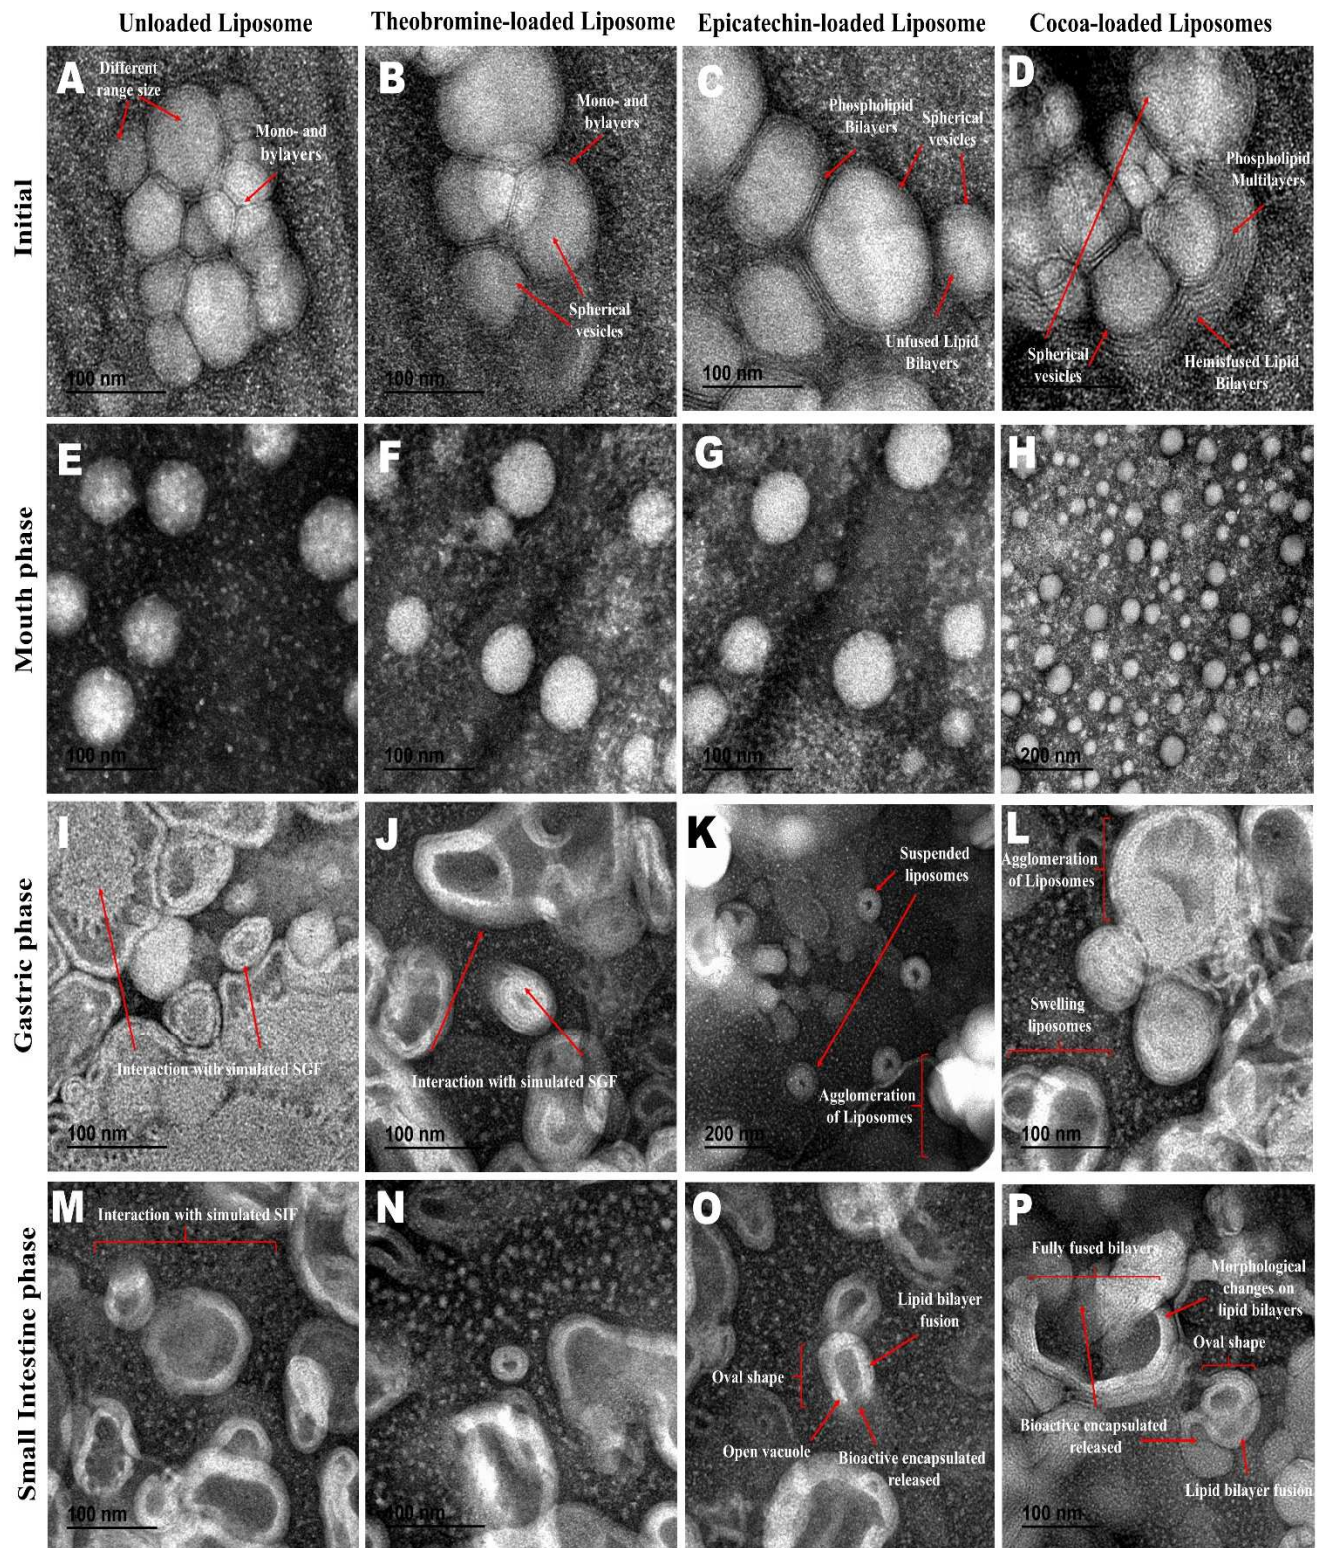 Unloaded Liposome
Theobromine-loaded Liposome
Epicatechin-loaded Liposome
Cocoa-loaded Liposomes
Initial
A
Different
range size
Mono- and
bylayers
100 nm
B
Mono- and
bylayers
Spherical
vesicles
100 nm
C
Phospholipid
Bilayers
Spherical
vesicles
Unfused Lipid
Bilayers
100 nm
D
Phospholipid
Multilayers
Spherical
vesicles
Hemisfused Lipid
Bilayers
Mouth phase
E
100 nm
F
100 nm
G
100 nm
H
200 nm
Gastric phase
I
Interaction with simulated SGF
100 nm
J
Interaction with simulated SGF
100 nm
K
Suspended
liposomes
Agglomeration
of Liposomes
200 nm
L
Agglomeration
of Liposomes
Swelling
liposomes
100 nm
Small Intestine phase
M
Interaction with simulated SIF
100 nm
N
100 nm
O
Lipid bilayer
fusion
Oval shape
Open vacuole
Bioactive encapsulated
released
P
Fully fused bilayers
Morphological
changes on
lipid bilayers
Oval shape
Bioactive encapsulated
released
Lipid bilayer fusion
100 nm